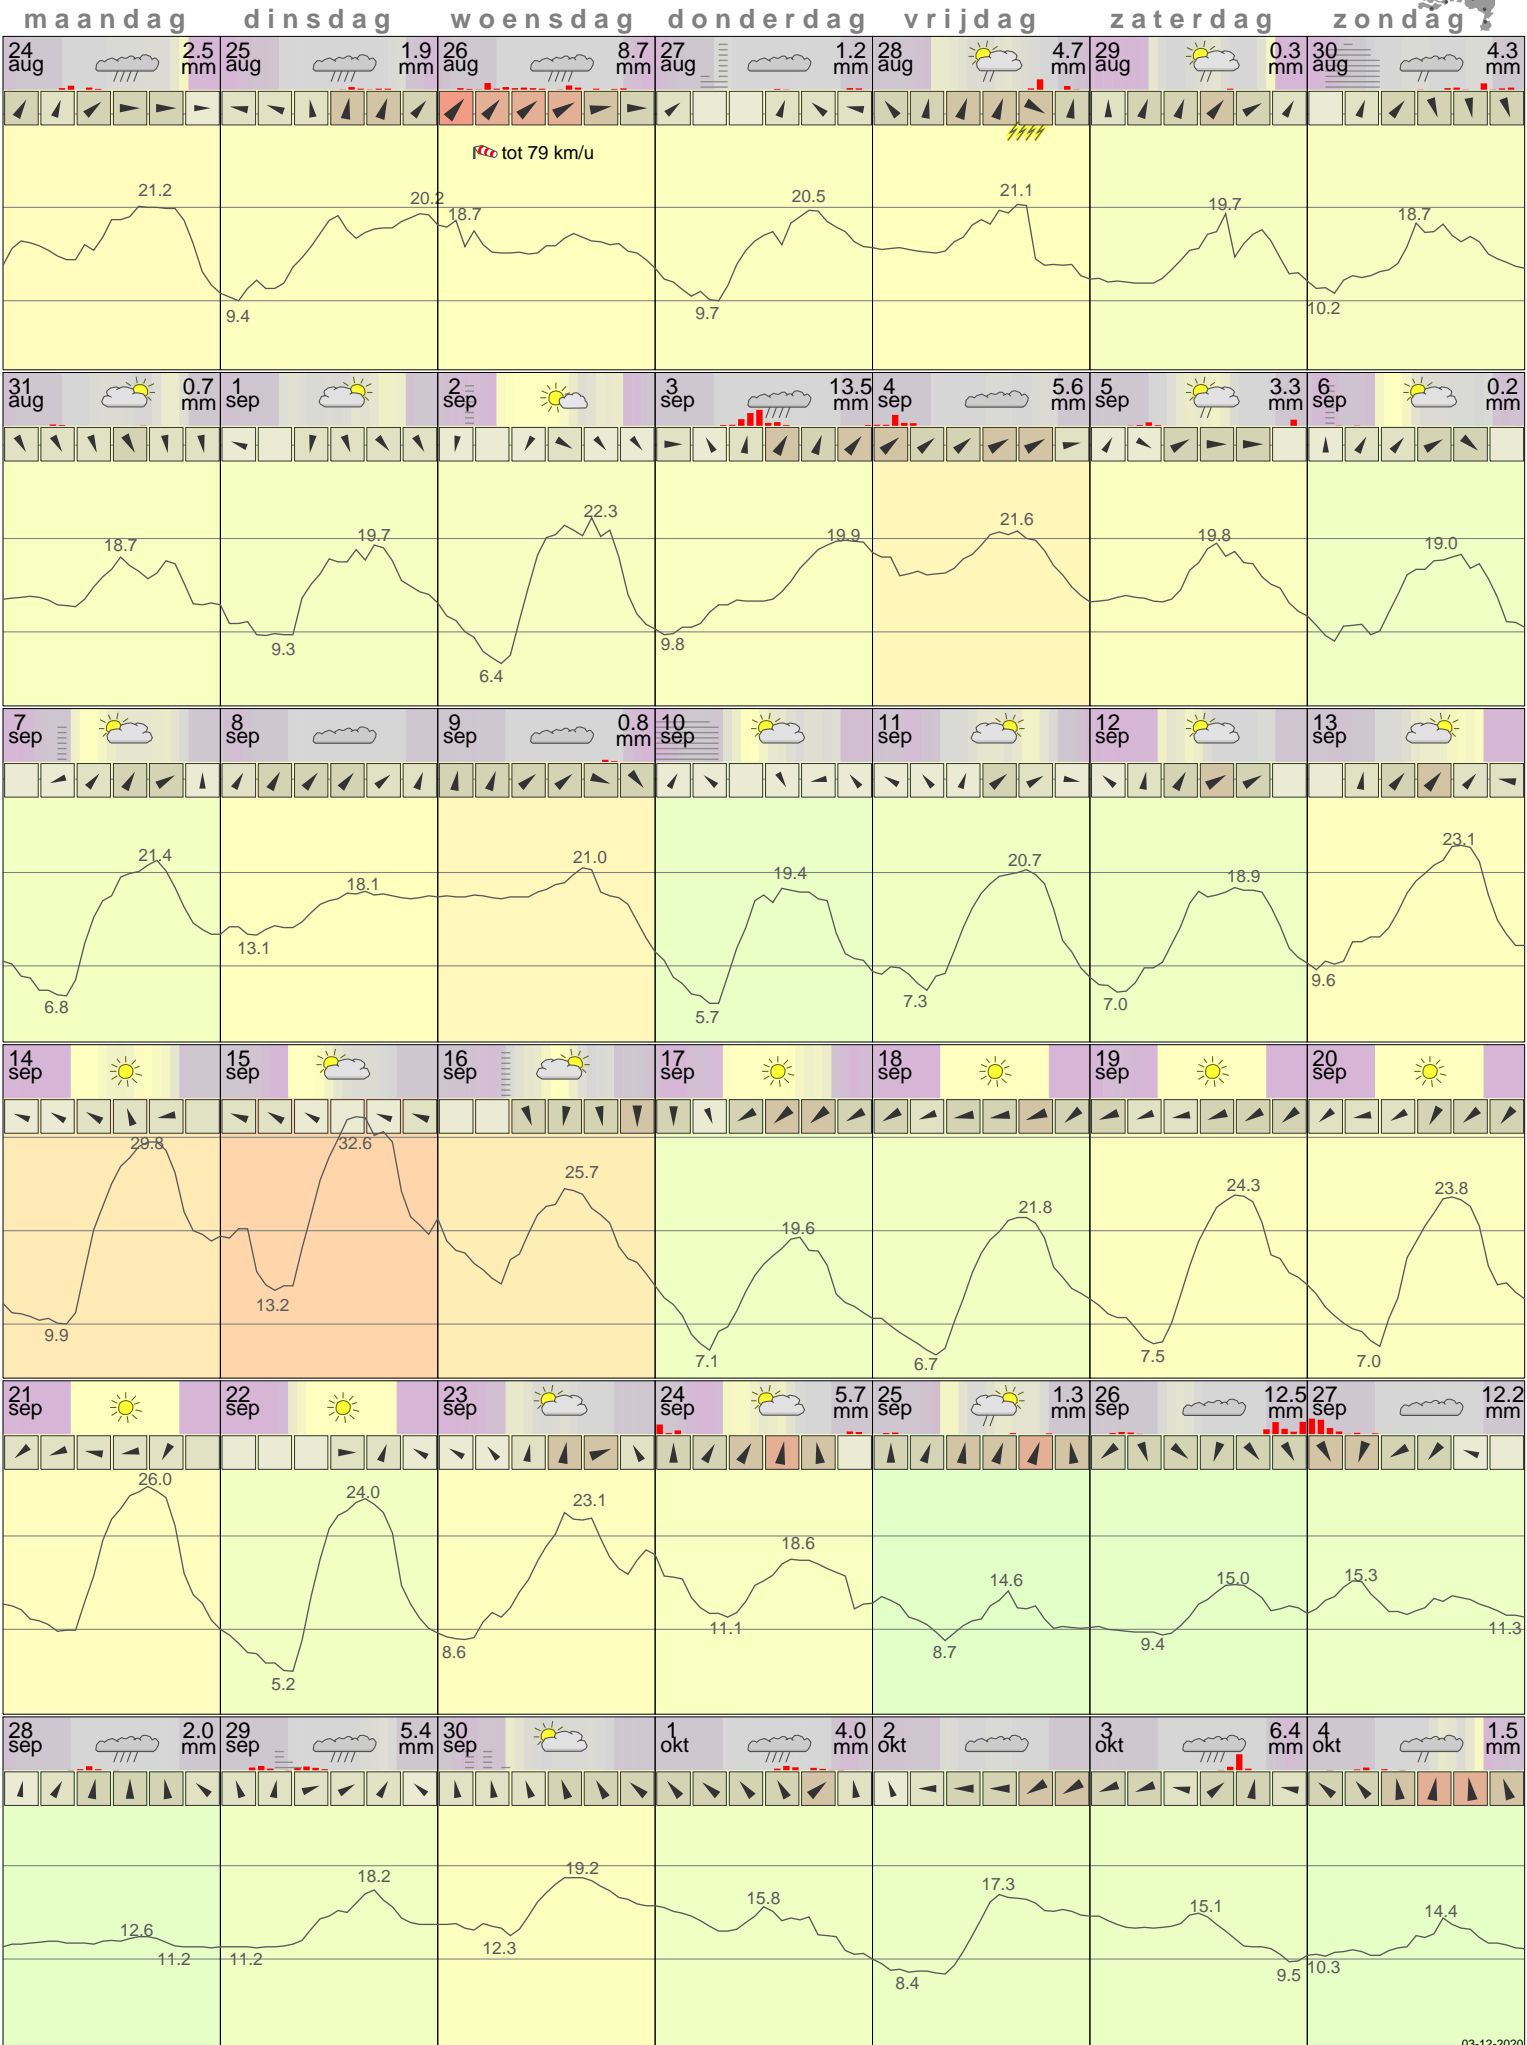 maandag dinsdag woensdag donderdag vrijdag zaterdag zondag
24 aug 2.5 mm 25 aug 1.9 mm 26 aug 8.7 mm 27 aug 1.2 mm 28 aug 4.7 mm 29 aug 0.3 mm 30 aug 4.3 mm
tot 79 km/u
21.2 20.2 18.7 20.5 21.1 19.7 18.7
9.4 9.7 10.2
31 aug 0.7 mm 1 sep 2 sep 3 sep 13.5 mm 4 sep 5.6 mm 5 sep 3.3 mm 6 sep 0.2 mm
18.7 19.7 22.3 19.9 21.6 19.8 19.0
9.3 6.4 9.8
7 sep 8 sep 9 sep 0.8 mm 10 sep 11 sep 12 sep 13 sep
21.4 18.1 21.0 19.4 20.7 18.9 23.1
6.8 13.1 5.7 7.3 7.0 9.6
14 sep 15 sep 16 sep 17 sep 18 sep 19 sep 20 sep
29.8 32.6 25.7 19.6 21.8 24.3 23.8
9.9 13.2 7.1 6.7 7.5 7.0
21 sep 22 sep 23 sep 24 sep 5.7 mm 25 sep 1.3 mm 26 sep 12.5 mm 27 sep 12.2 mm
26.0 24.0 23.1 18.6 14.6 15.0 15.3
5.2 8.6 11.1 8.7 9.4 11.3
28 sep 2.0 mm 29 sep 5.4 mm 30 sep 1 okt 4.0 mm 2 okt 3 okt 6.4 mm 4 okt 1.5 mm
12.6 18.2 19.2 15.8 17.3 15.1 14.4
11.2 11.2 12.3 8.4 9.5 10.3
03-12-2020